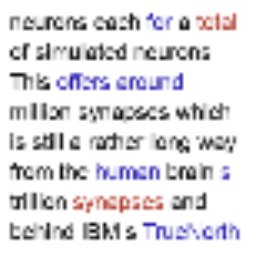 neurons each for a total
of simulated neurons
This offers around
million synapses which
is still a rather long way
from the human brain s
trillion synapses and
behind IBM s TrueNorth